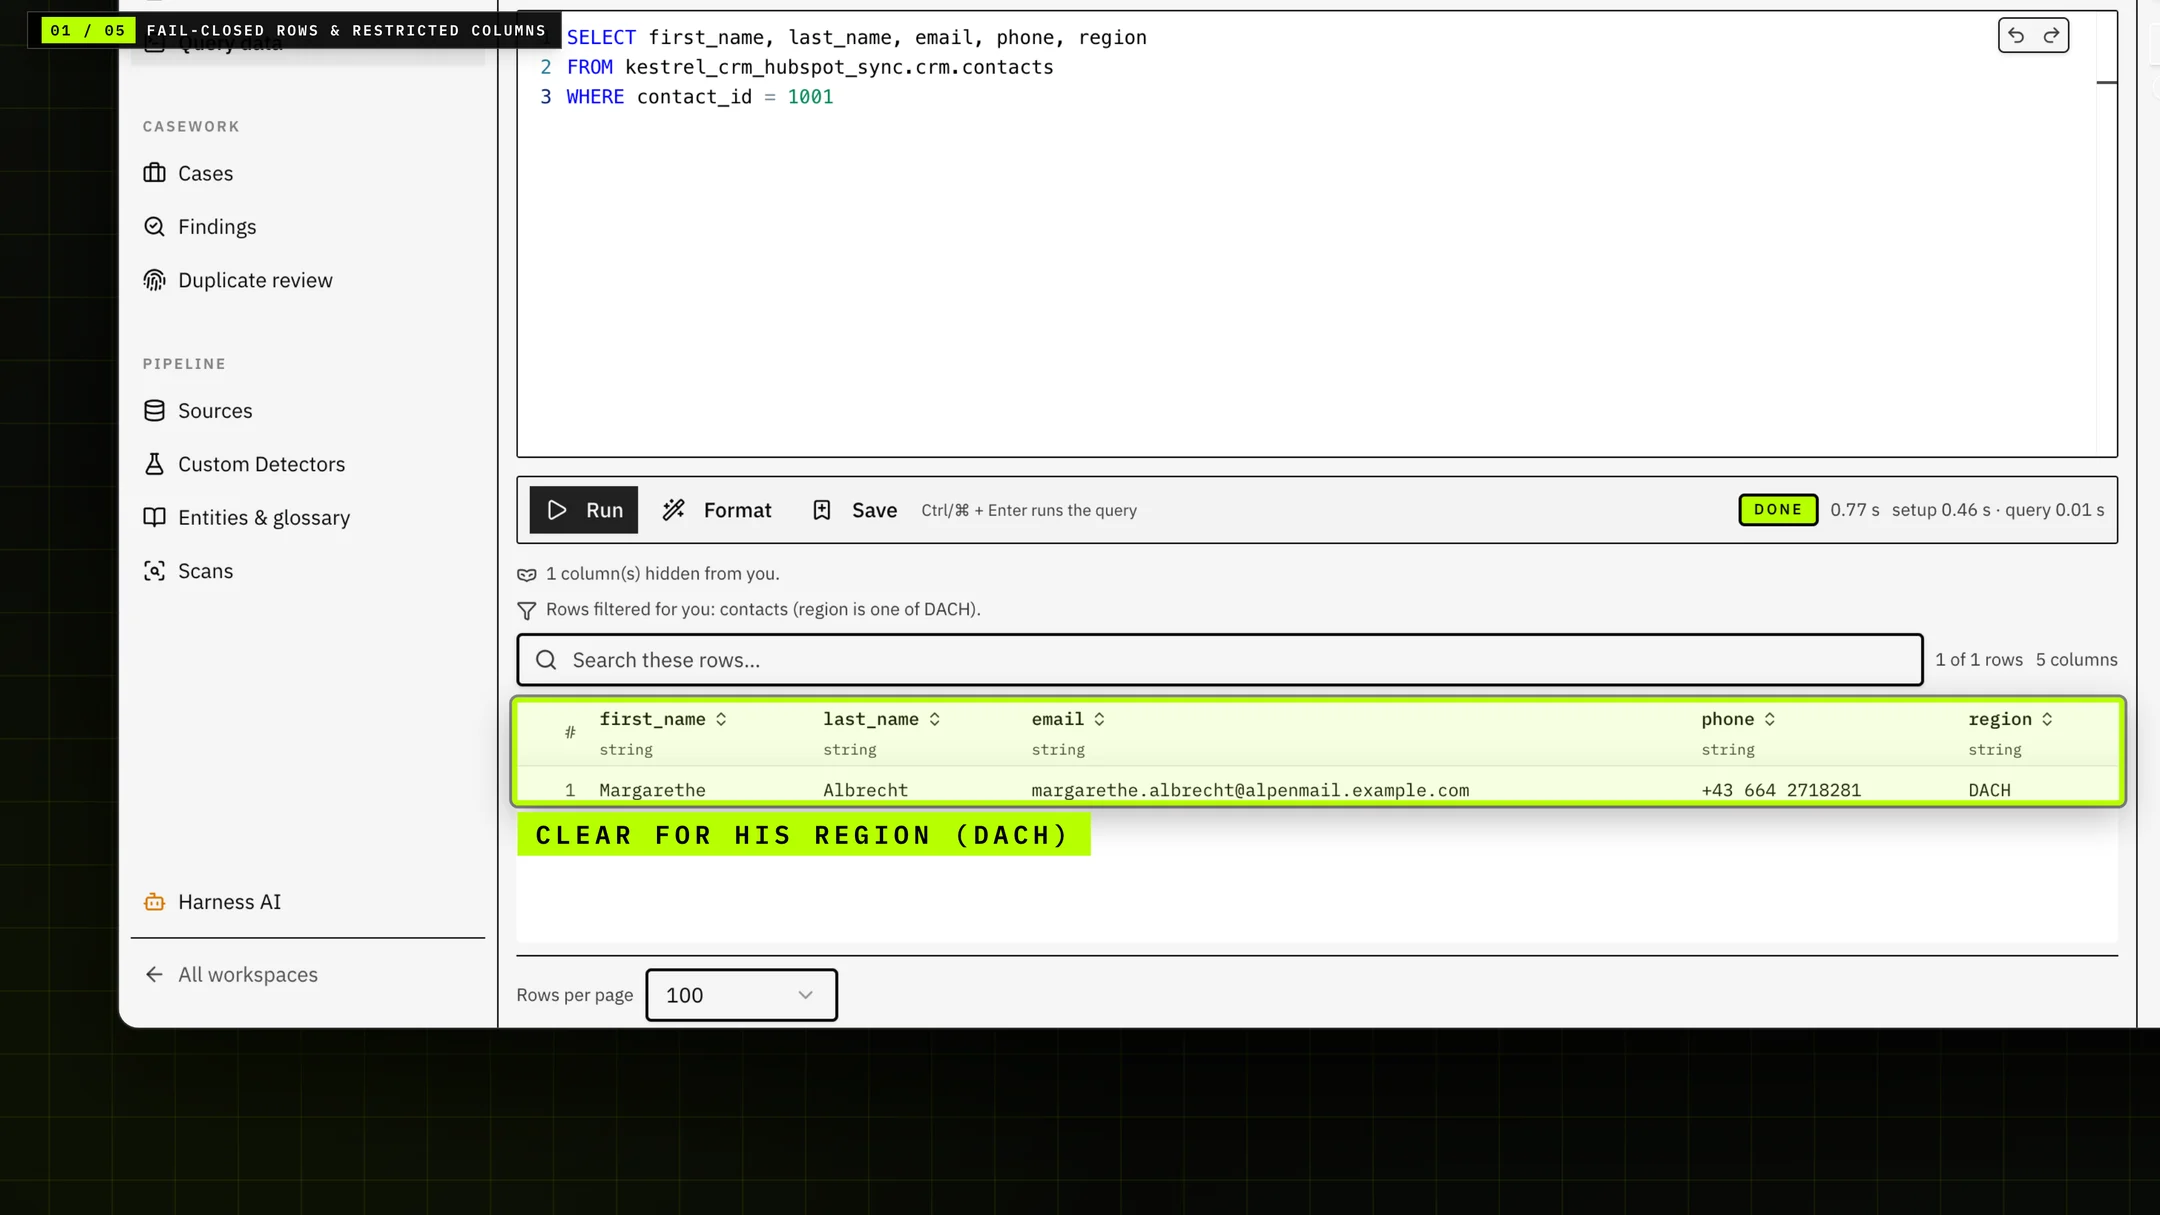 01 / 05 FAIL-CLOSED ROWS & RESTRICTED COLUMNS
Query data
CASEWORK
Cases
Findings
Duplicate review
PIPELINE
Sources
Custom Detectors
Entities & glossary
Scans
Harness AI
All workspaces
SELECT first_name, last_name, email, phone, region
2 FROM kestrel_crm_hubspot_sync.crm.contacts
3 WHERE contact_id = 1001
Run Format Save Ctrl/⌘ + Enter runs the query DONE 0.77 s setup 0.46 s · query 0.01 s
1 column(s) hidden from you.
Rows filtered for you: contacts (region is one of DACH).
Search these rows... 1 of 1 rows 5 columns
# first_name last_name email phone region
string string string string string
1 Margarethe Albrecht margarethe.albrecht@alpenmail.example.com +43 664 2718281 DACH
CLEAR FOR HIS REGION (DACH)
Rows per page 100